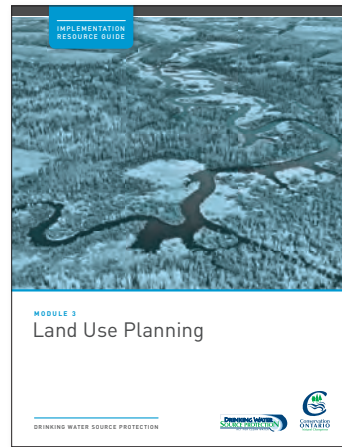 IMPLEMENTATION
RESOURCE GUIDE
MODULE 3
Land Use Planning
DRINKING WATER SOURCE PROTECTION
DRINKING WATER
SOURCE PROTECTION
Conservation
ONTARIO